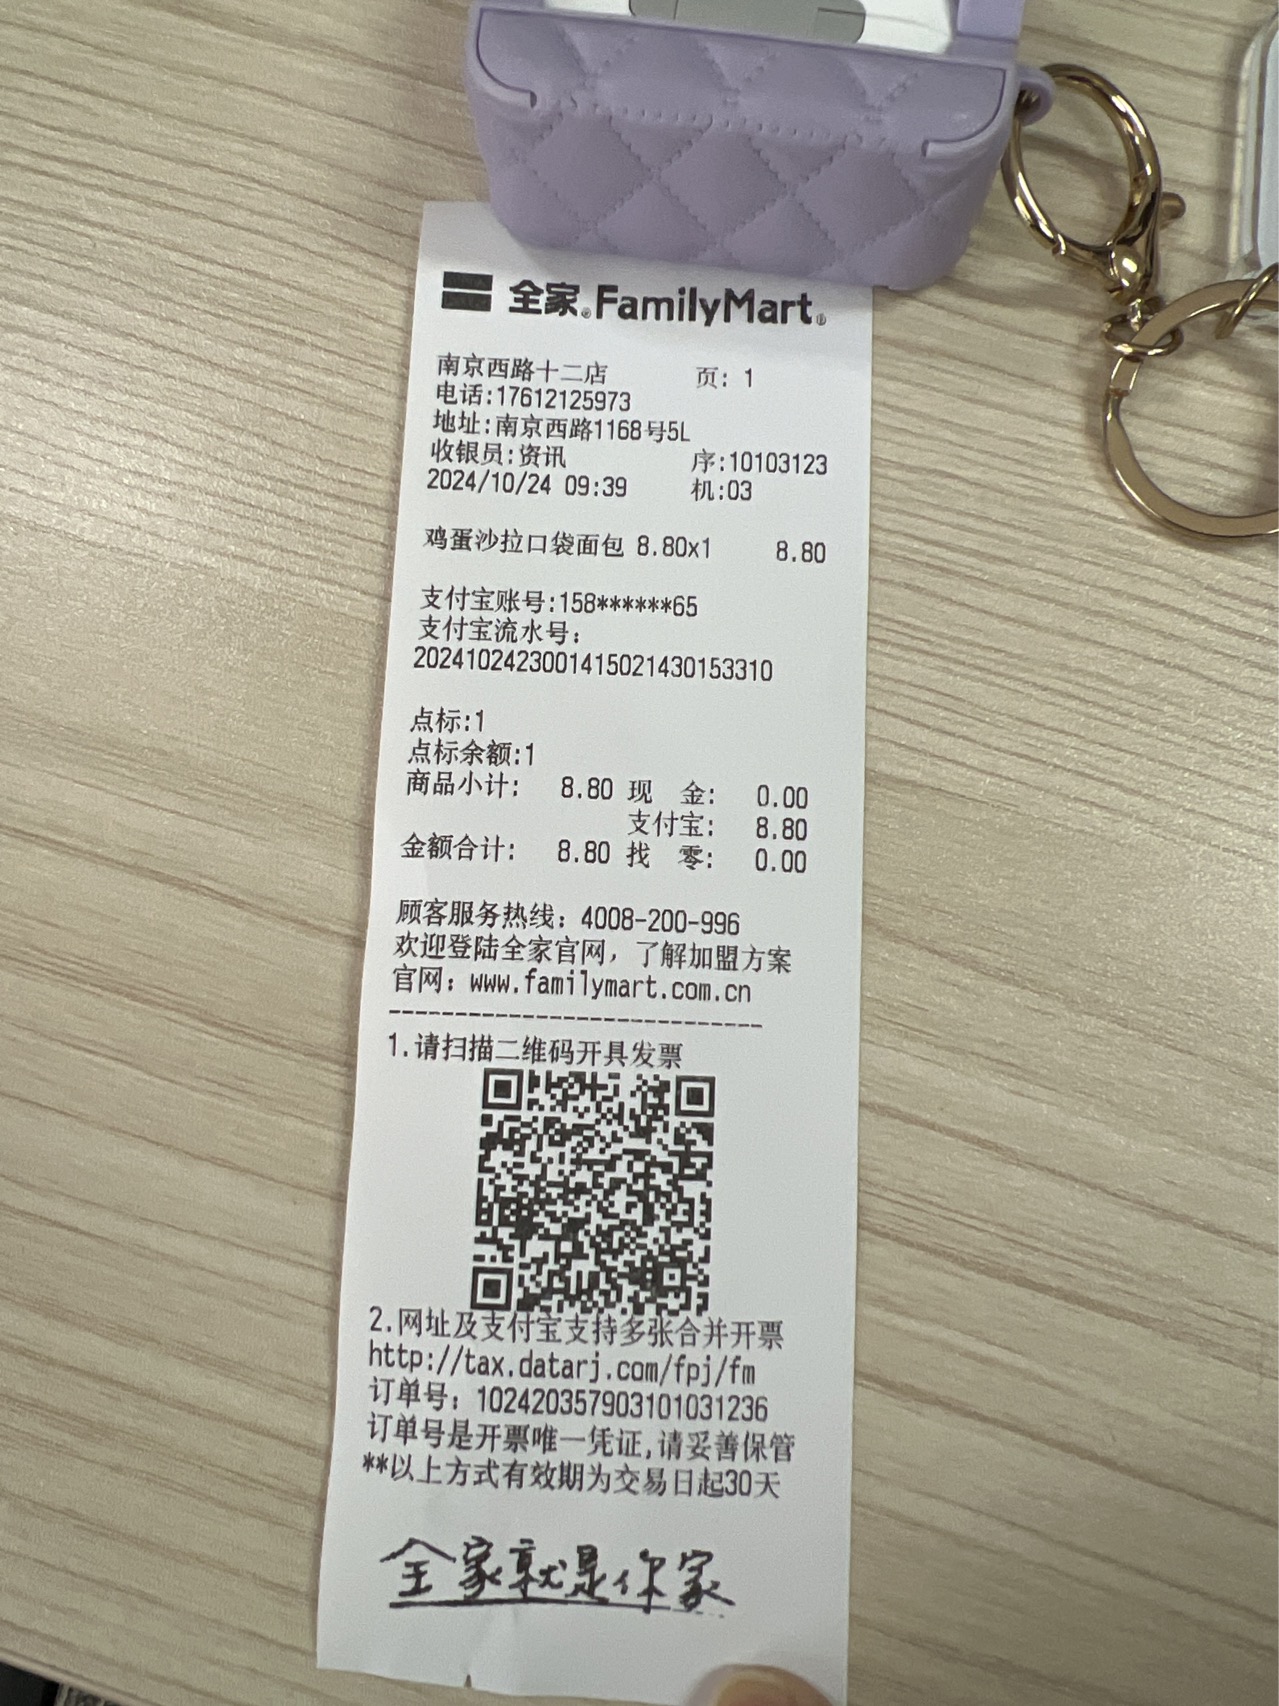 全家®FamilyMart®
南京西路十二店 页: 1
电话:17612125973
地址:南京西路1168号5L
收银员:资讯 序:10103123
2024/10/24 09:39 机:03
鸡蛋沙拉口袋面包 8.80x1 8.80
支付宝账号:158******65
支付宝流水号:
2024102423001415021430153310
点标:1
点标余额:1
商品小计: 8.80 现 金: 0.00
支付宝: 8.80
金额合计: 8.80 找 零: 0.00
顾客服务热线: 4008-200-996
欢迎登陆全家官网, 了解加盟方案
官网: www.familymart.com.cn
----------------------------
1.请扫描二维码开具发票
2.网址及支付宝支持多张合并开票
http://tax.datarj.com/fpj/fm
订单号: 102420357903101031236
订单号是开票唯一凭证,请妥善保管
**以上方式有效期为交易日起30天
全家就是你家